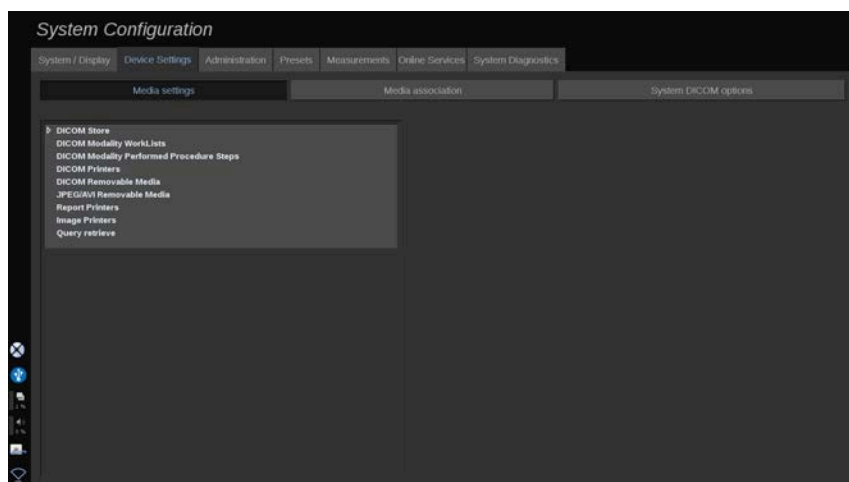 System Configuration
System / Display Device Settings Administration Presets Measurements Online Services System Diagnostics
Media settings Media association System DICOM options
DICOM Store
DICOM Modality WorkLists
DICOM Modality Performed Procedure Steps
DICOM Printers
DICOM Removable Media
JPEG/AVI Removable Media
Report Printers
Image Printers
Query retrieve